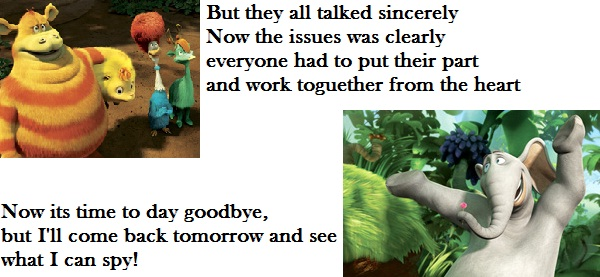 But they all talked sincerely
Now the issues was clearly
everyone had to put their part
and work toguether from the heart
Now its time to day goodbye,
but I'll come back tomorrow and see
what I can spy!